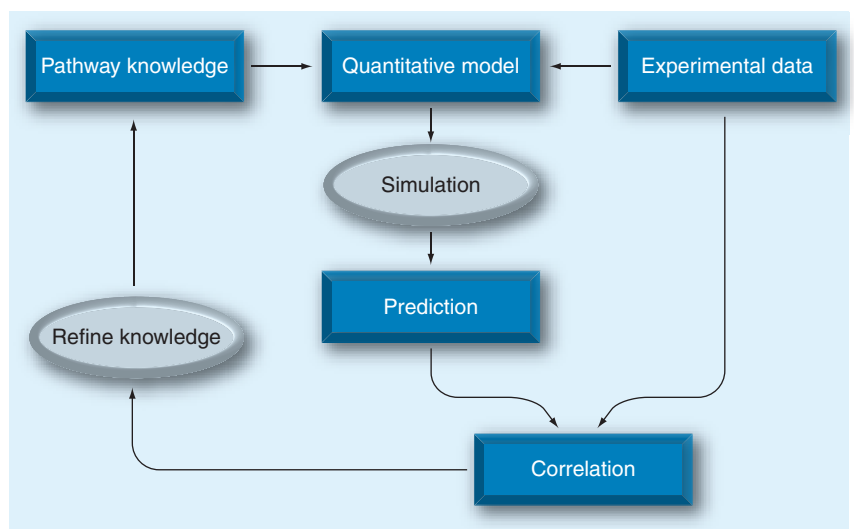 Pathway knowledge
Quantitative model
Experimental data
Simulation
Prediction
Refine knowledge
Correlation